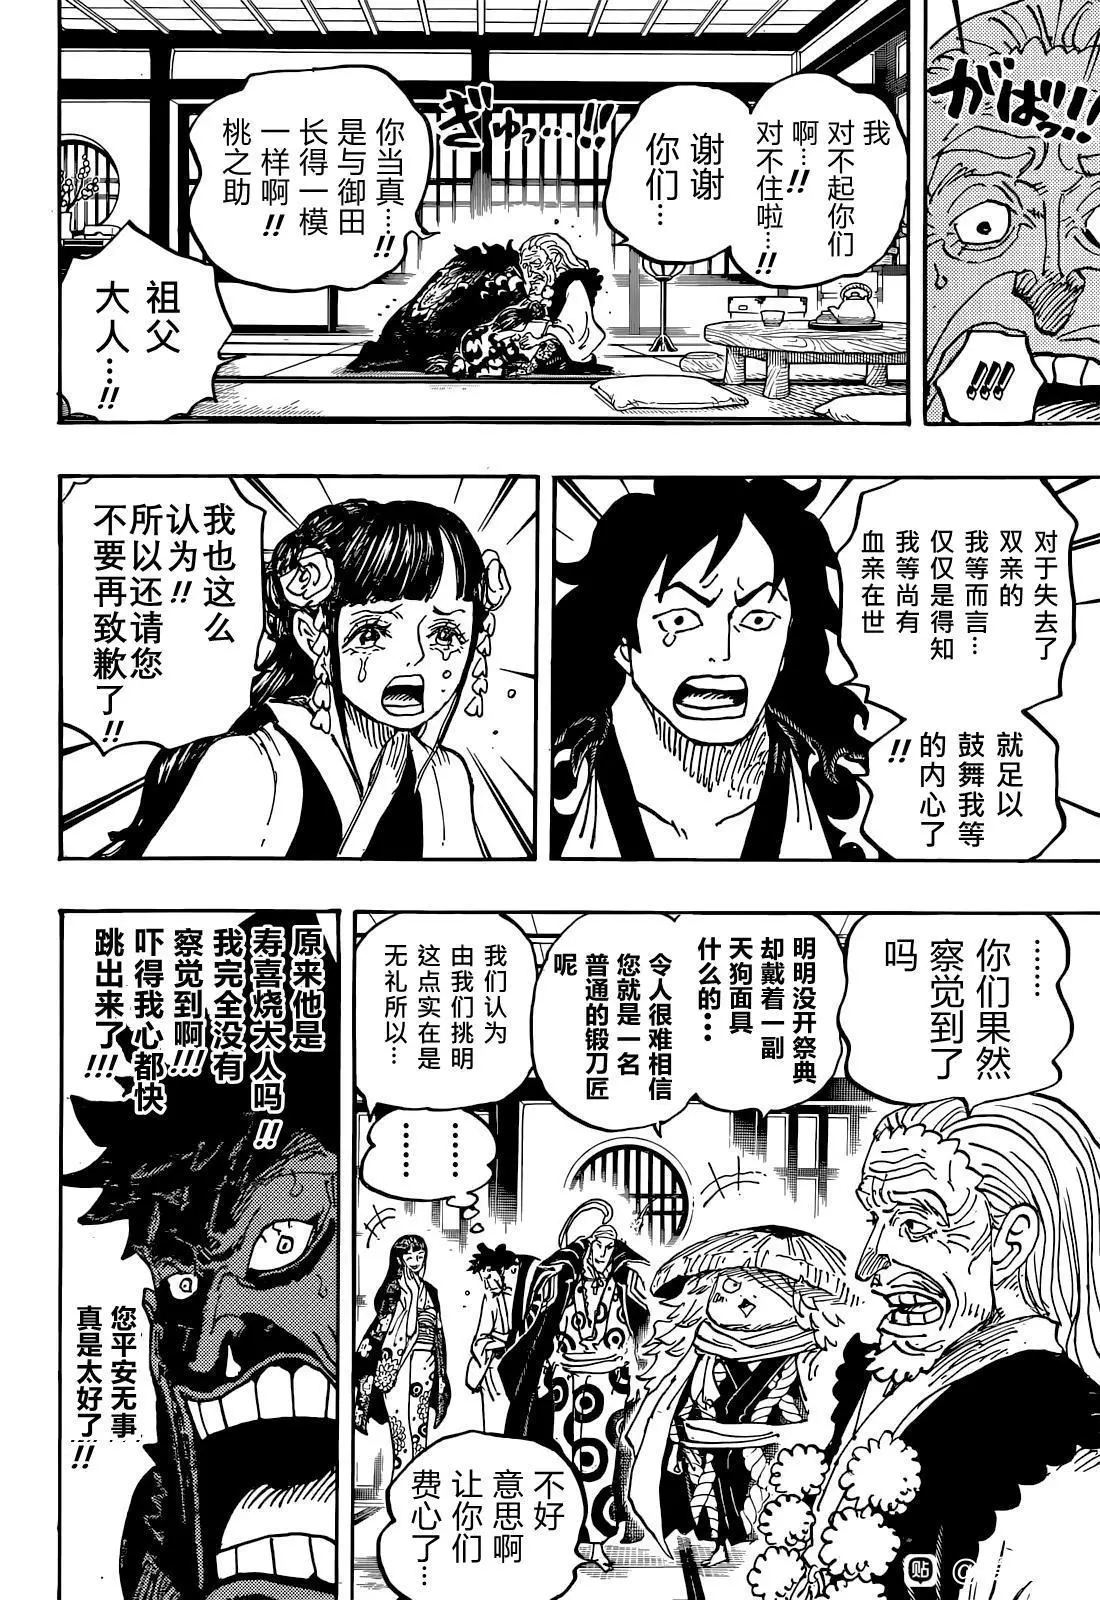 がばっ!!
!!!
我
对不起你们
啊…!!
对不住啦…
谢谢
你们…
ぎゅっ…!!
你当真…!!
是与御田
长得一模
一样啊!!
桃之助
祖父
大人…!!
对于失去了
双亲的
我等而言…
仅仅是得知
我等尚有
血亲在世
就足以
鼓舞我等
的内心了
!!
我也这么
认为!!
所以还请您
不要再致歉了!!
……
你们果然
察觉到了
吗
明明没开祭典
却戴着一副
天狗面具
什么的…
令人很难相信
您就是一名
普通的锻刀匠
呢
我们认为
由我们挑明
这点实在是
无礼所以…
……
……
不好
意思啊
让你们
费心了…
原来他是
寿喜烧大人吗!!
我完全没有
察觉到啊!!!
吓得我心都快
跳出来了!!!
您平安无事
真是太好了!!
贴 @